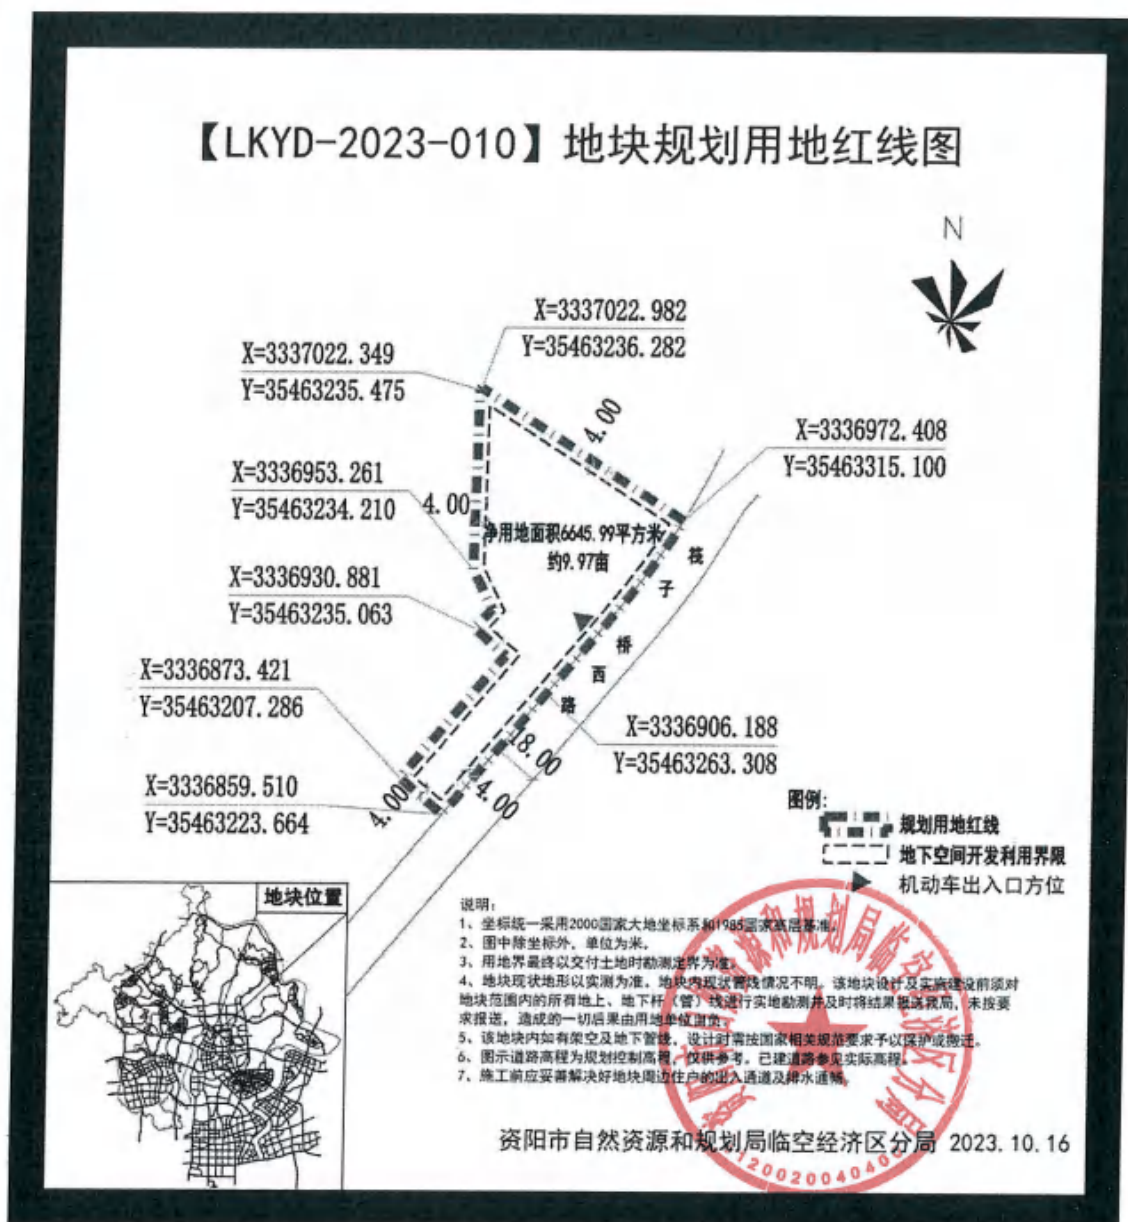 【LKYD-2023-010】地块规划用地红线图
N
X=3337022.982
Y=35463236.282
X=3337022.349
Y=35463235.475
4.00
X=3336972.408
Y=35463315.100
X=3336953.261
Y=35463234.210
4.00
净用地面积6645.99平方米
约9.97亩
筏子桥西路
X=3336930.881
Y=35463235.063
X=3336873.421
Y=35463207.286
X=3336906.188
Y=35463263.308
18.00
4.00
4.00
X=3336859.510
Y=35463223.664
图例:
规划用地红线
地下空间开发利用界限
机动车出入口方位
地块位置
说明:
1、坐标统一采用2000国家大地坐标系和1985国家高层基准。
2、图中除坐标外，单位为米。
3、用地界最终以交付土地时勘测定界为准。
4、地块现状地形以实测为准，地块内现状管线情况不明，该地块设计及实施建设前须对
地块范围内的所有地上、地下杆（管）线进行实地勘测并及时将结果报送我局，未按要
求报送，造成的一切后果由用地单位自负。
5、该地块内如有架空及地下管线，设计时需按国家相关规范要求予以保护或搬迁。
6、图示道路高程为规划控制高程，仅供参考，已建道路参见实际高程。
7、施工前应妥善解决好地块周边住户的出入通道及排水通畅。
资阳市自然资源和规划局临空经济区分局 2023.10.16
资阳市自然资源和规划局临空经济区分局